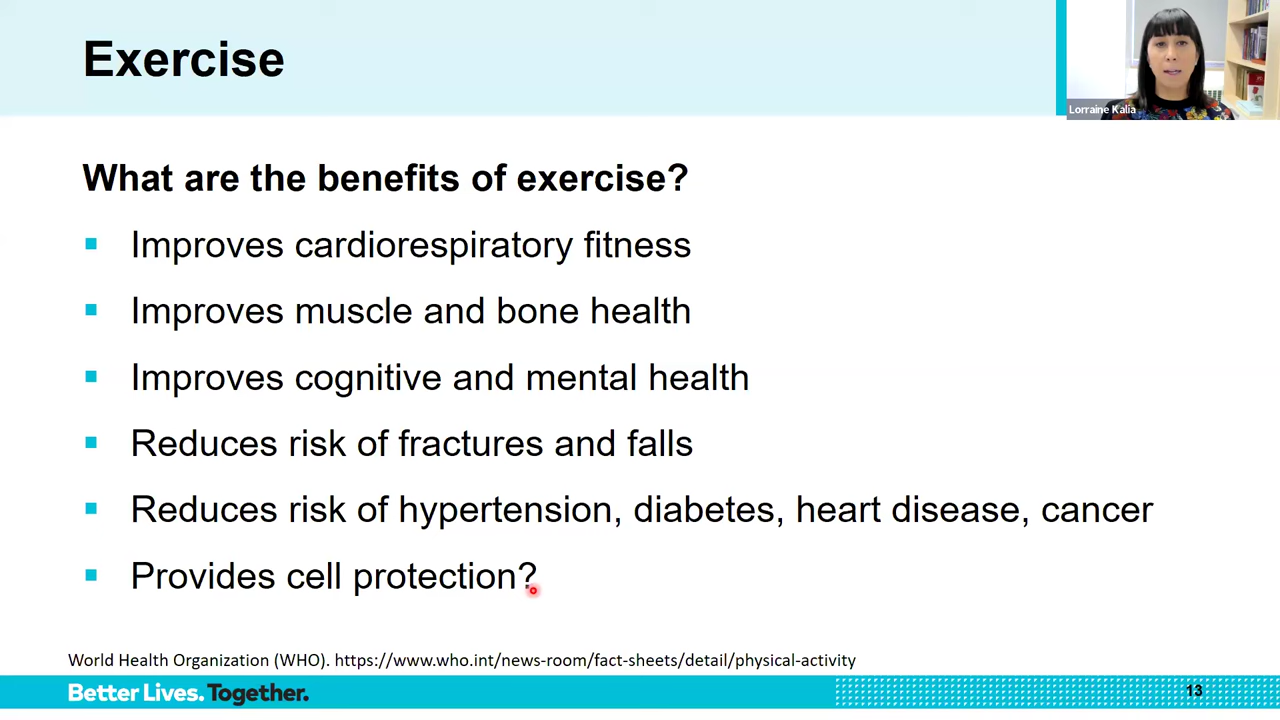 Exercise
Lorraine Kalia
What are the benefits of exercise?
Improves cardiorespiratory fitness
Improves muscle and bone health
Improves cognitive and mental health
Reduces risk of fractures and falls
Reduces risk of hypertension, diabetes, heart disease, cancer
Provides cell protection?
World Health Organization (WHO). https://www.who.int/news-room/fact-sheets/detail/physical-activity
Better Lives. Together.
13